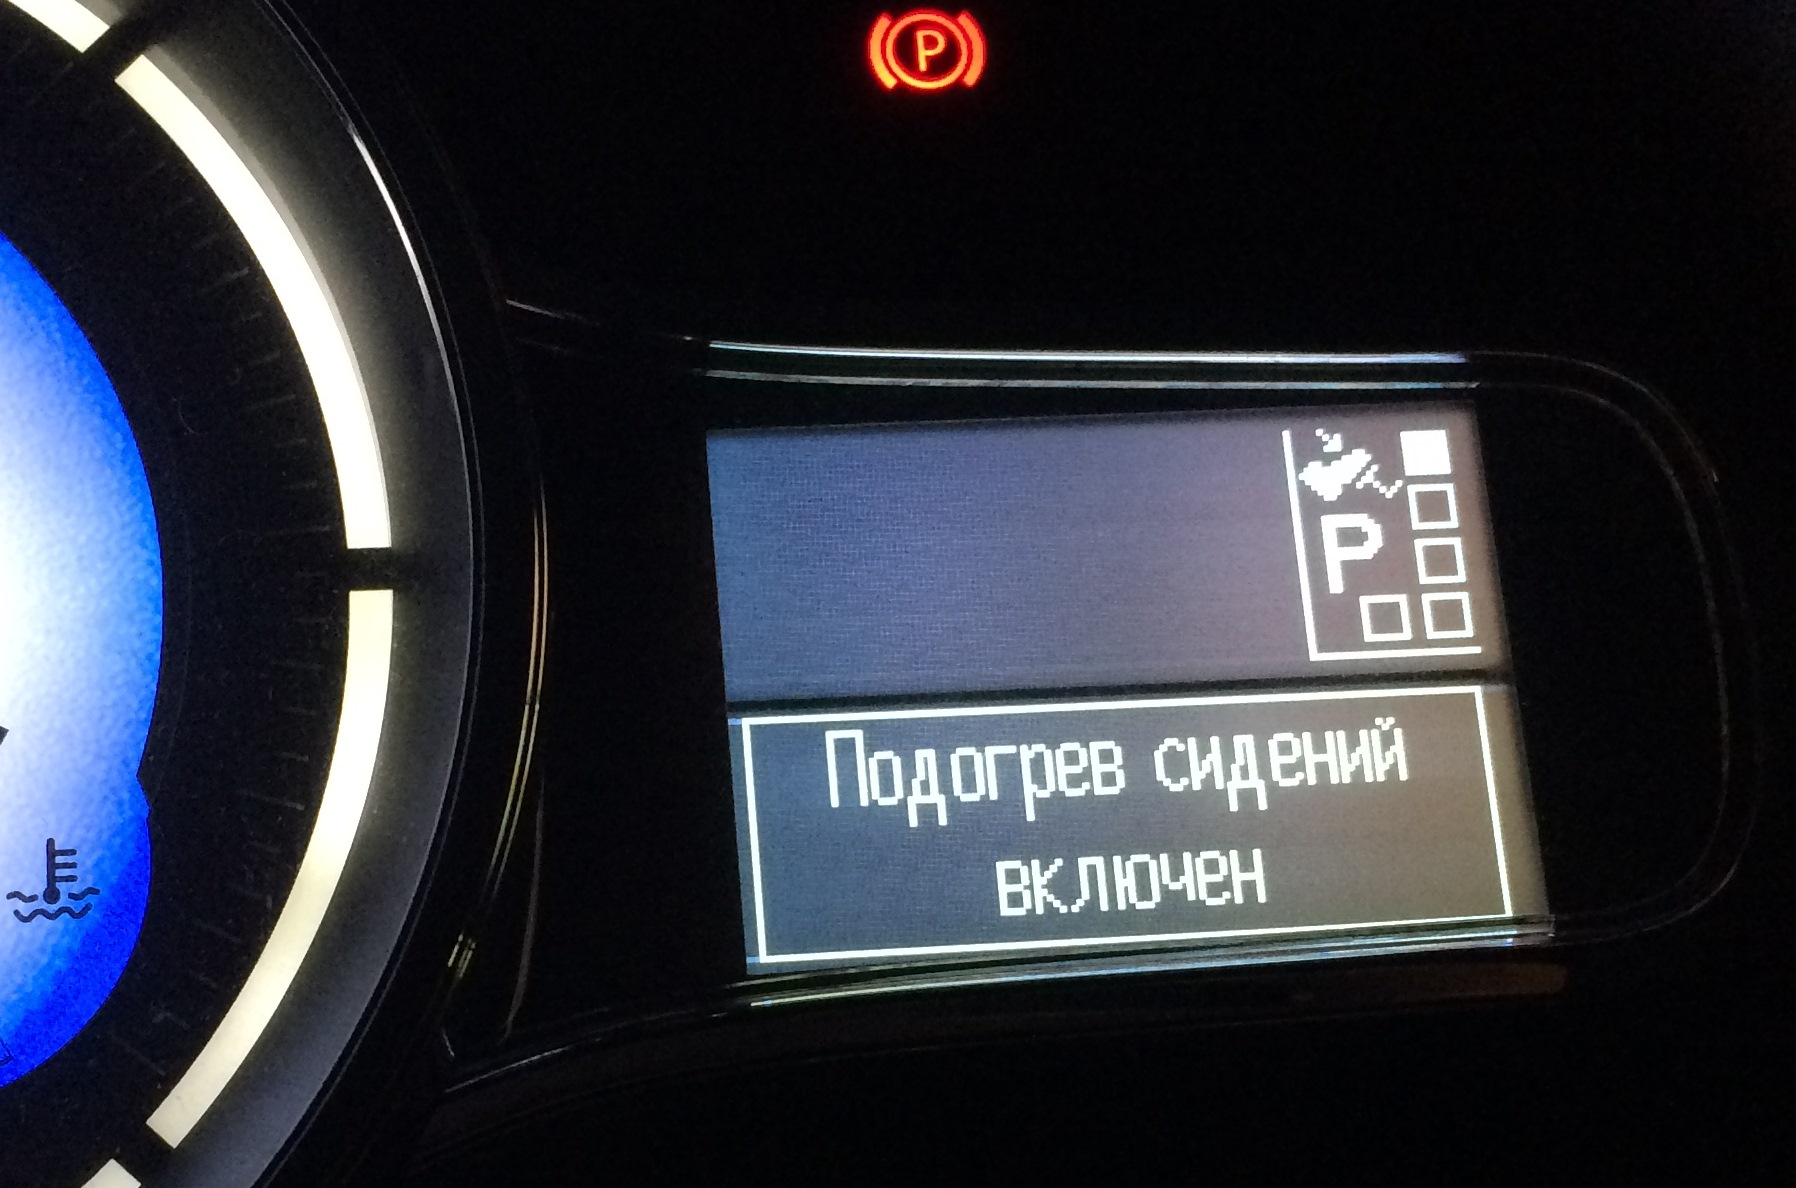 P
P
Подогрев сидений
включен